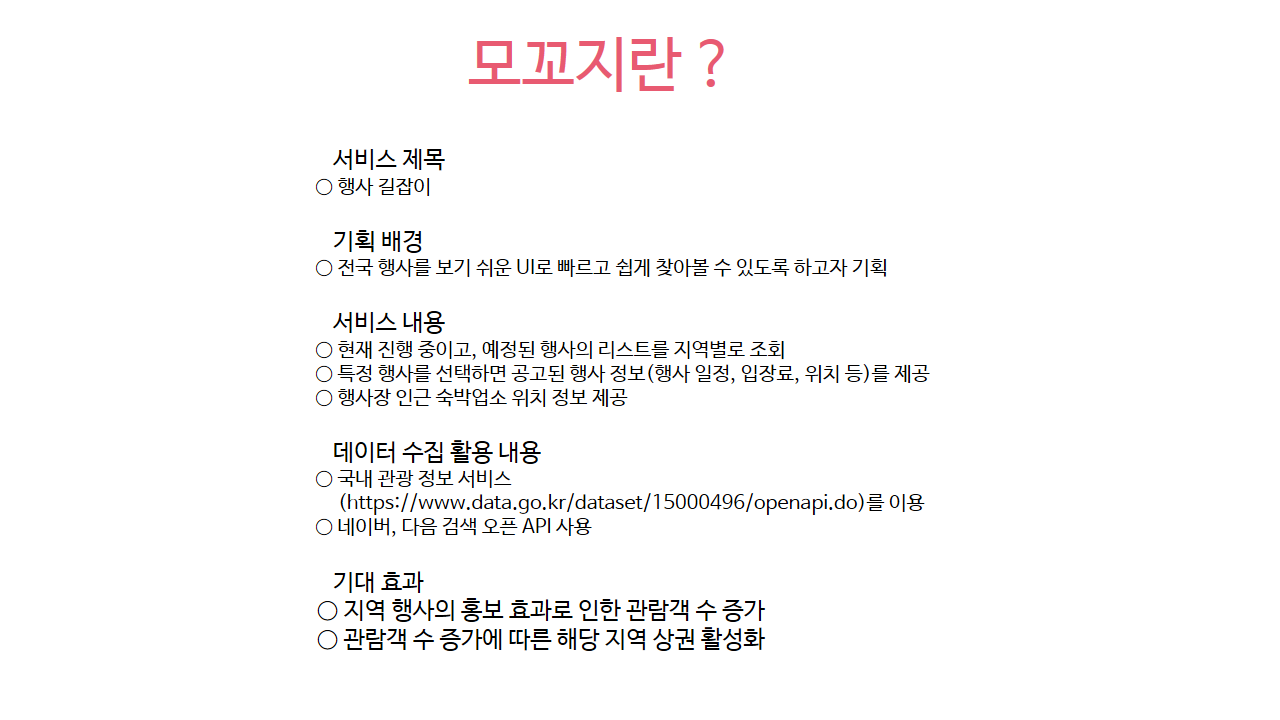 모꼬지란 ?
서비스 제목
○ 행사 길잡이
기획 배경
○ 전국 행사를 보기 쉬운 UI로 빠르고 쉽게 찾아볼 수 있도록 하고자 기획
서비스 내용
○ 현재 진행 중이고, 예정된 행사의 리스트를 지역별로 조회
○ 특정 행사를 선택하면 공고된 행사 정보(행사 일정, 입장료, 위치 등)를 제공
○ 행사장 인근 숙박업소 위치 정보 제공
데이터 수집 활용 내용
○ 국내 관광 정보 서비스
(https://www.data.go.kr/dataset/15000496/openapi.do)를 이용
○ 네이버, 다음 검색 오픈 API 사용
기대 효과
○ 지역 행사의 홍보 효과로 인한 관람객 수 증가
○ 관람객 수 증가에 따른 해당 지역 상권 활성화